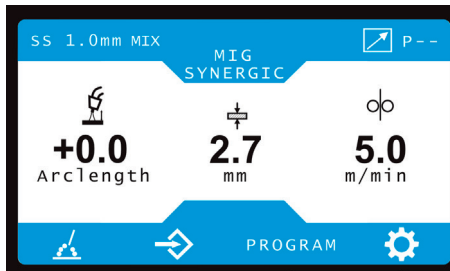 SS 1.0mm MIX
MIG
SYNERGIC
P--
+0.0
Arclength
2.7
mm
5.0
m/min
PROGRAM